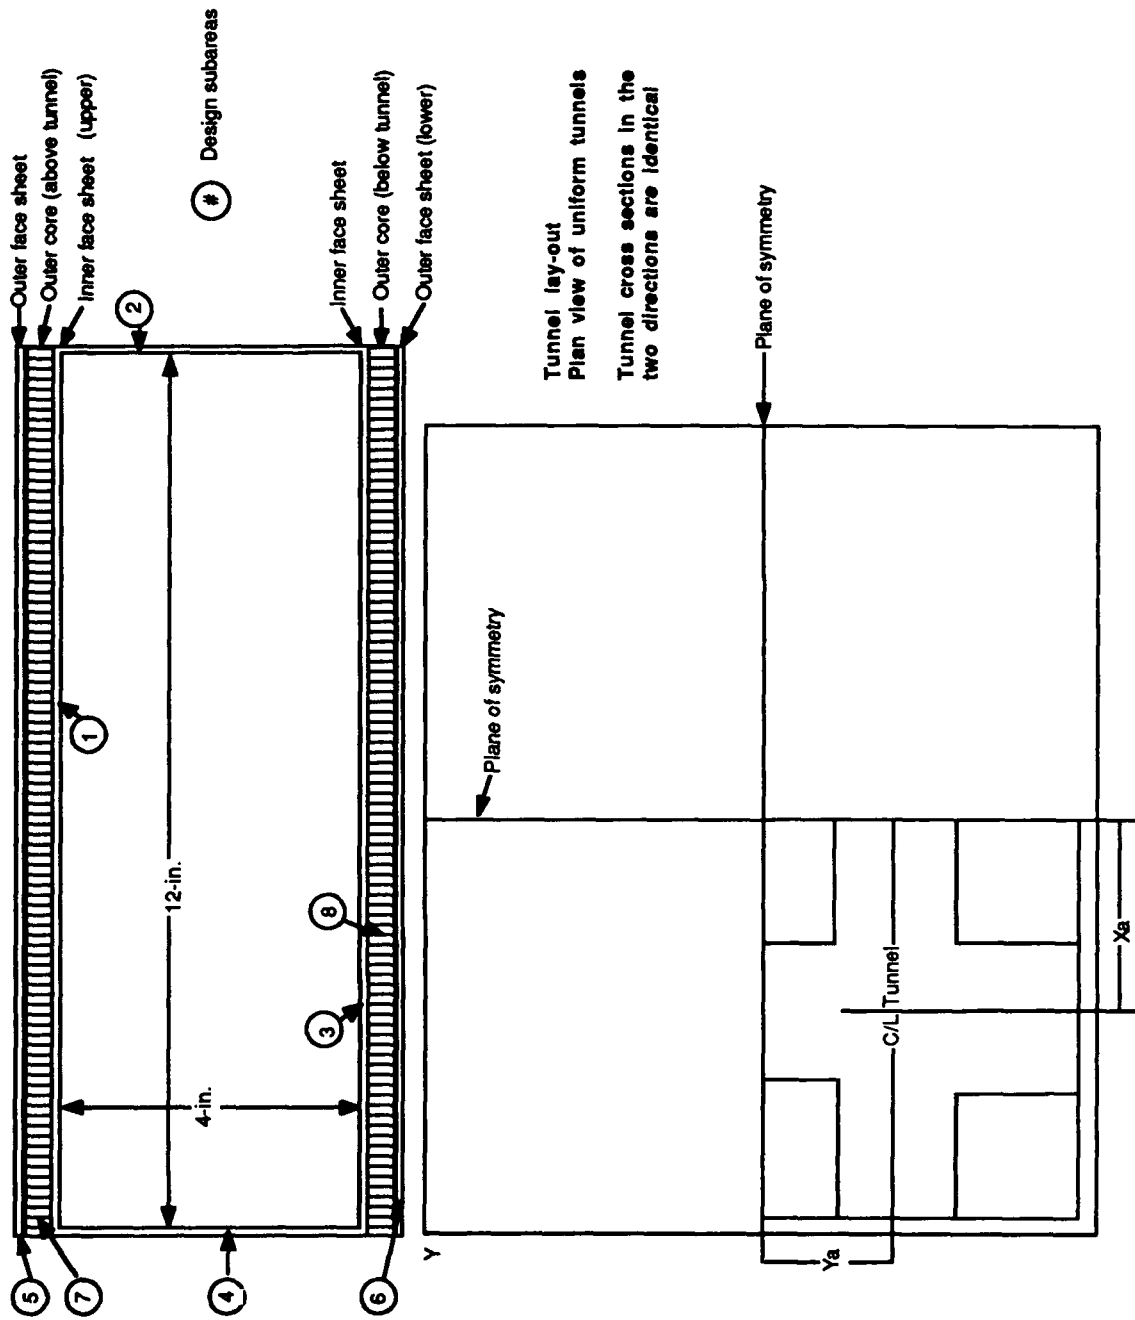 Outer face sheet
Outer core (above tunnel)
Inner face sheet (upper)
# Design subareas
2
1
12-in.
4-in.
8
3
5
7
4
6
Inner face sheet
Outer core (below tunnel)
Outer face sheet (lower)
Tunnel lay-out
Plan view of uniform tunnels
Tunnel cross sections in the
two directions are identical
Plane of symmetry
Plane of symmetry
Y
C/L Tunnel
Ya
Xa